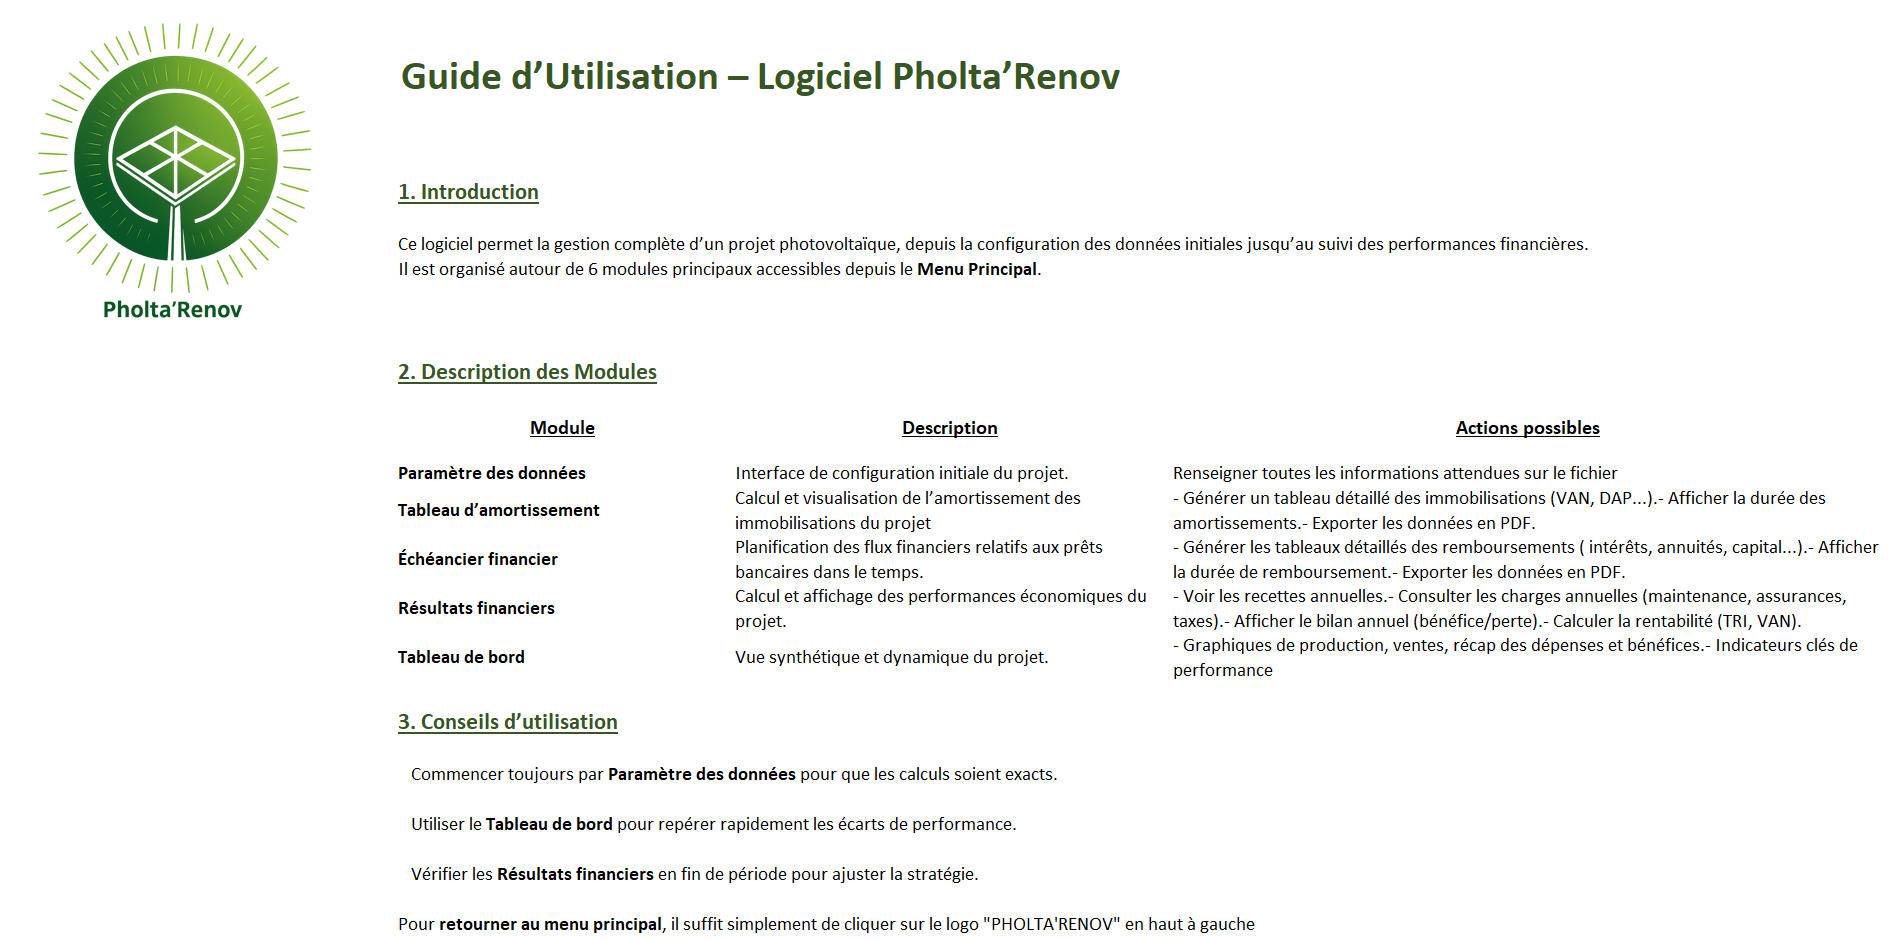 Pholta’Renov
Guide d’Utilisation – Logiciel Pholta’Renov
1. Introduction
Ce logiciel permet la gestion complète d’un projet photovoltaïque, depuis la configuration des données initiales jusqu’au suivi des performances financières.
Il est organisé autour de 6 modules principaux accessibles depuis le Menu Principal.
2. Description des Modules
Module Description Actions possibles
Paramètre des données
Interface de configuration initiale du projet.
Renseigner toutes les informations attendues sur le fichier
Tableau d’amortissement
Calcul et visualisation de l’amortissement des
immobilisations du projet
- Générer un tableau détaillé des immobilisations (VAN, DAP...).- Afficher la durée des
amortissements.- Exporter les données en PDF.
Échéancier financier
Planification des flux financiers relatifs aux prêts
bancaires dans le temps.
- Générer les tableaux détaillés des remboursements ( intérêts, annuités, capital...).- Afficher
la durée de remboursement.- Exporter les données en PDF.
Résultats financiers
Calcul et affichage des performances économiques du
projet.
- Voir les recettes annuelles.- Consulter les charges annuelles (maintenance, assurances,
taxes).- Afficher le bilan annuel (bénéfice/perte).- Calculer la rentabilité (TRI, VAN).
Tableau de bord
Vue synthétique et dynamique du projet.
- Graphiques de production, ventes, récap des dépenses et bénéfices.- Indicateurs clés de
performance
3. Conseils d’utilisation
Commencer toujours par Paramètre des données pour que les calculs soient exacts.
Utiliser le Tableau de bord pour repérer rapidement les écarts de performance.
Vérifier les Résultats financiers en fin de période pour ajuster la stratégie.
Pour retourner au menu principal, il suffit simplement de cliquer sur le logo "PHOLTA'RENOV" en haut à gauche